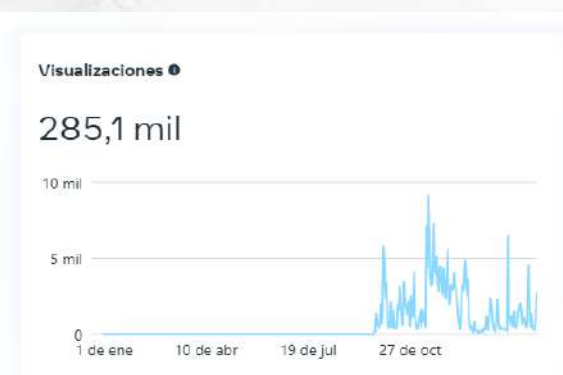 Visualizaciones
285,1 mil
10 mil
5 mil
0
1 de ene 10 de abr 19 de jul 27 de oct